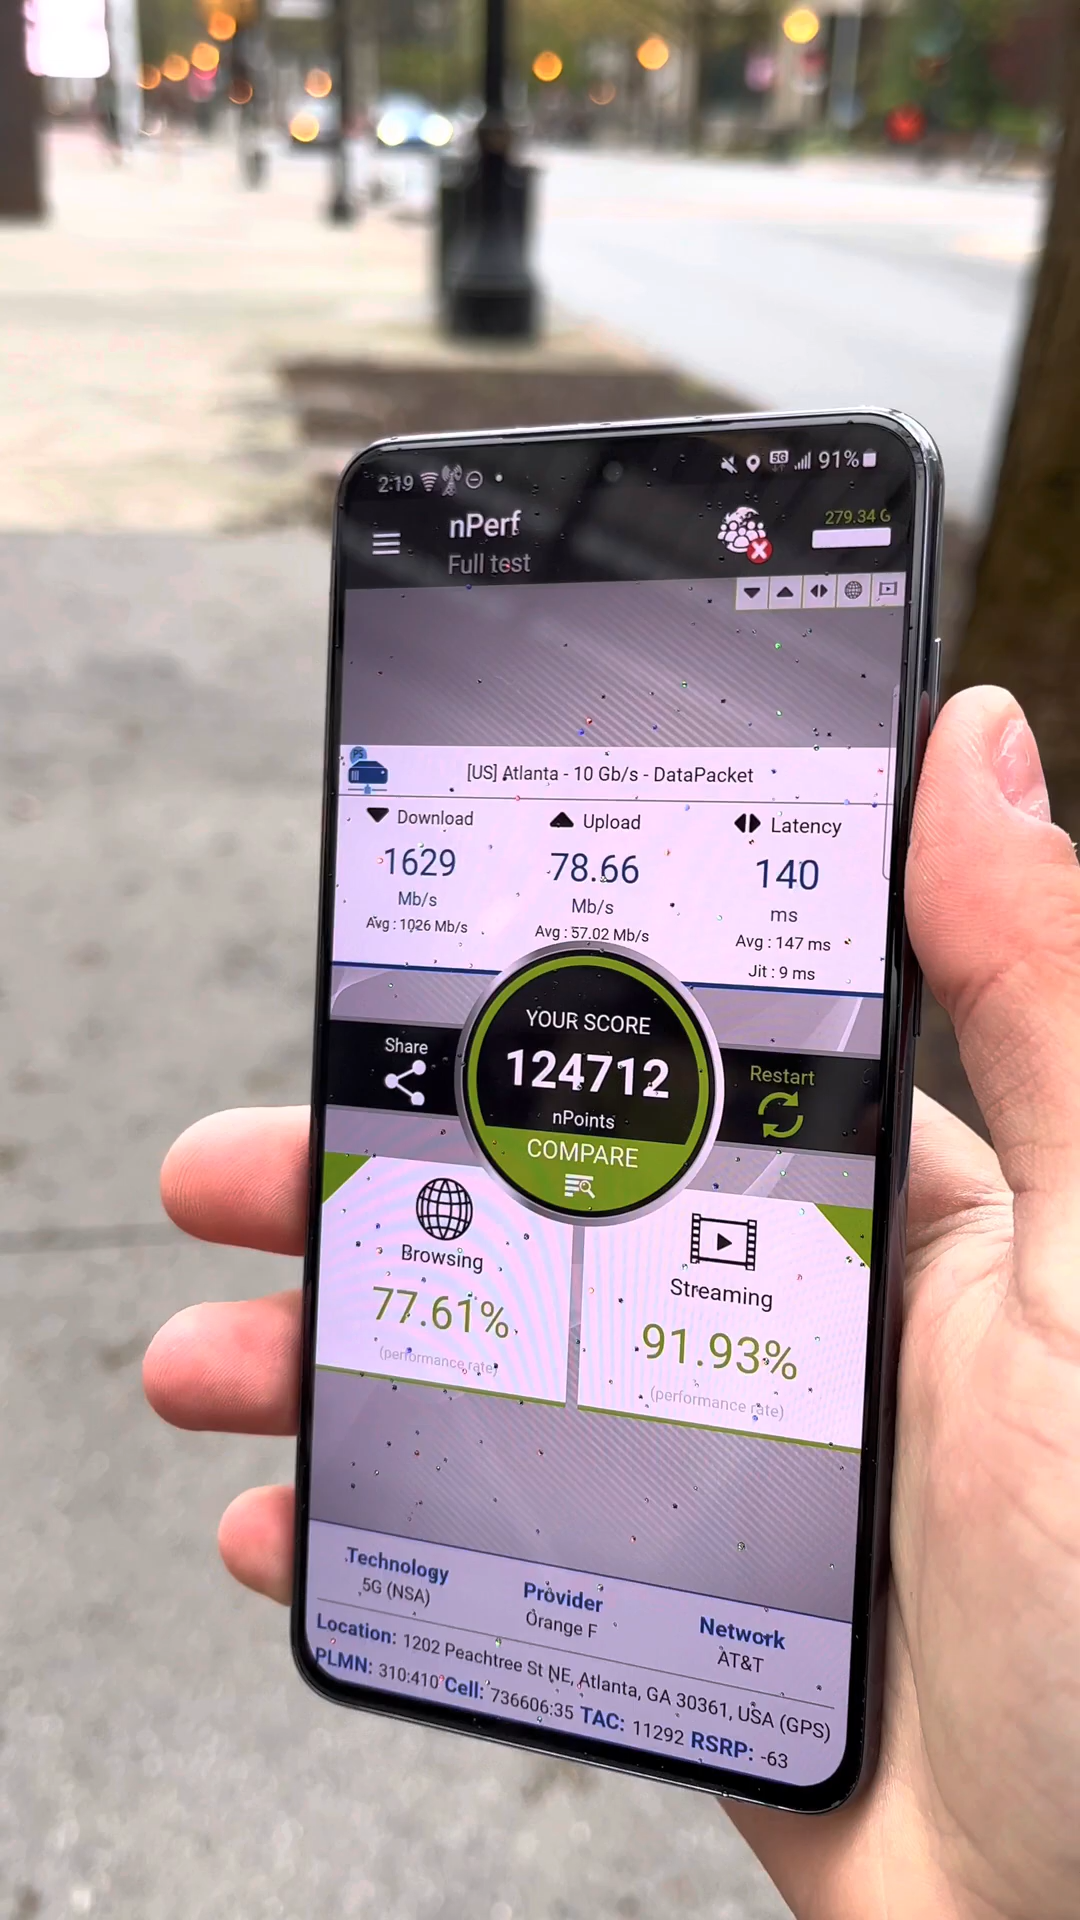 2:19
5G
91%
nPerf
Full test
279.34 G
PS
[US] Atlanta - 10 Gb/s - DataPacket
Download
Upload
Latency
1629
78.66
140
Mb/s
Mb/s
ms
Avg : 1026 Mb/s
Avg : 57.02 Mb/s
Avg : 147 ms
Jit : 9 ms
YOUR SCORE
124712
nPoints
COMPARE
Share
Restart
Browsing
77.61%
(performance rate)
Streaming
91.93%
(performance rate)
Technology
5G (NSA)
Provider
Orange F
Network
AT&T
Location: 1202 Peachtree St NE, Atlanta, GA 30361, USA (GPS)
PLMN: 310:410 Cell: 736606:35 TAC: 11292 RSRP: -63